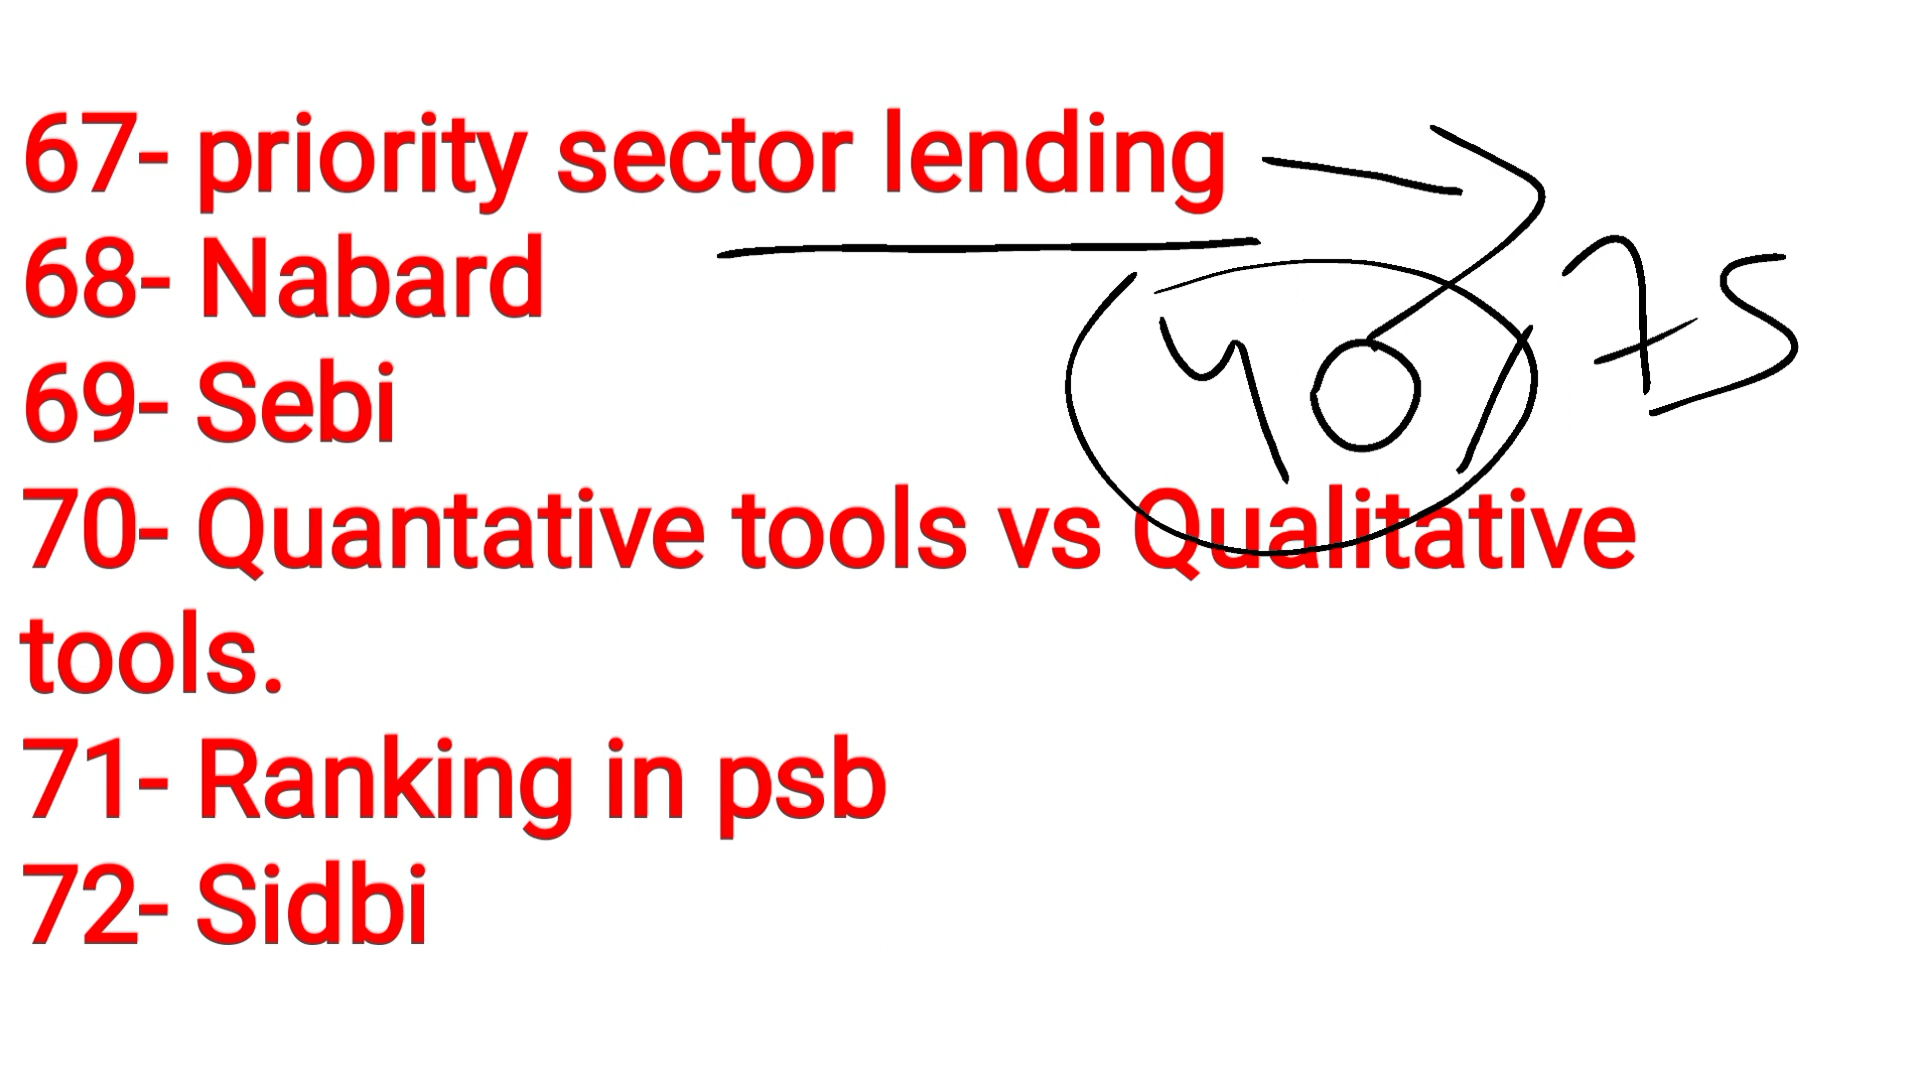 67- priority sector lending
68- Nabard
69- Sebi
70- Quantative tools vs Qualitative
tools.
71- Ranking in psb
72- Sidbi
40
75